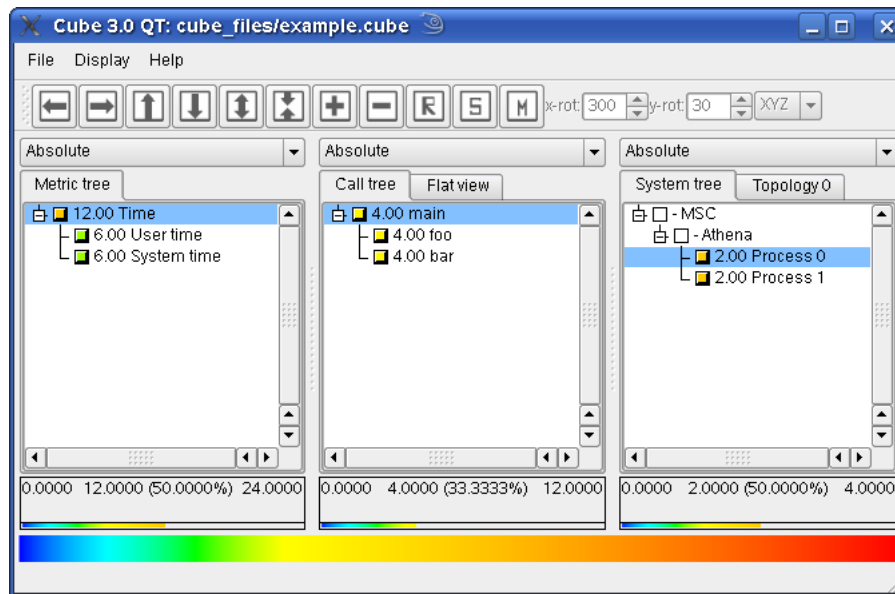 Cube 3.0 QT: cube_files/example.cube
File Display Help
R S M x-rot: 300 y-rot: 30 XYZ
Absolute Absolute Absolute
Metric tree Call tree Flat view System tree Topology 0
12.00 Time 4.00 main - MSC
6.00 User time 4.00 foo - Athena
6.00 System time 4.00 bar 2.00 Process 0
2.00 Process 1
0.0000 12.0000 (50.0000%) 24.0000 0.0000 4.0000 (33.3333%) 12.0000 0.0000 2.0000 (50.0000%) 4.0000